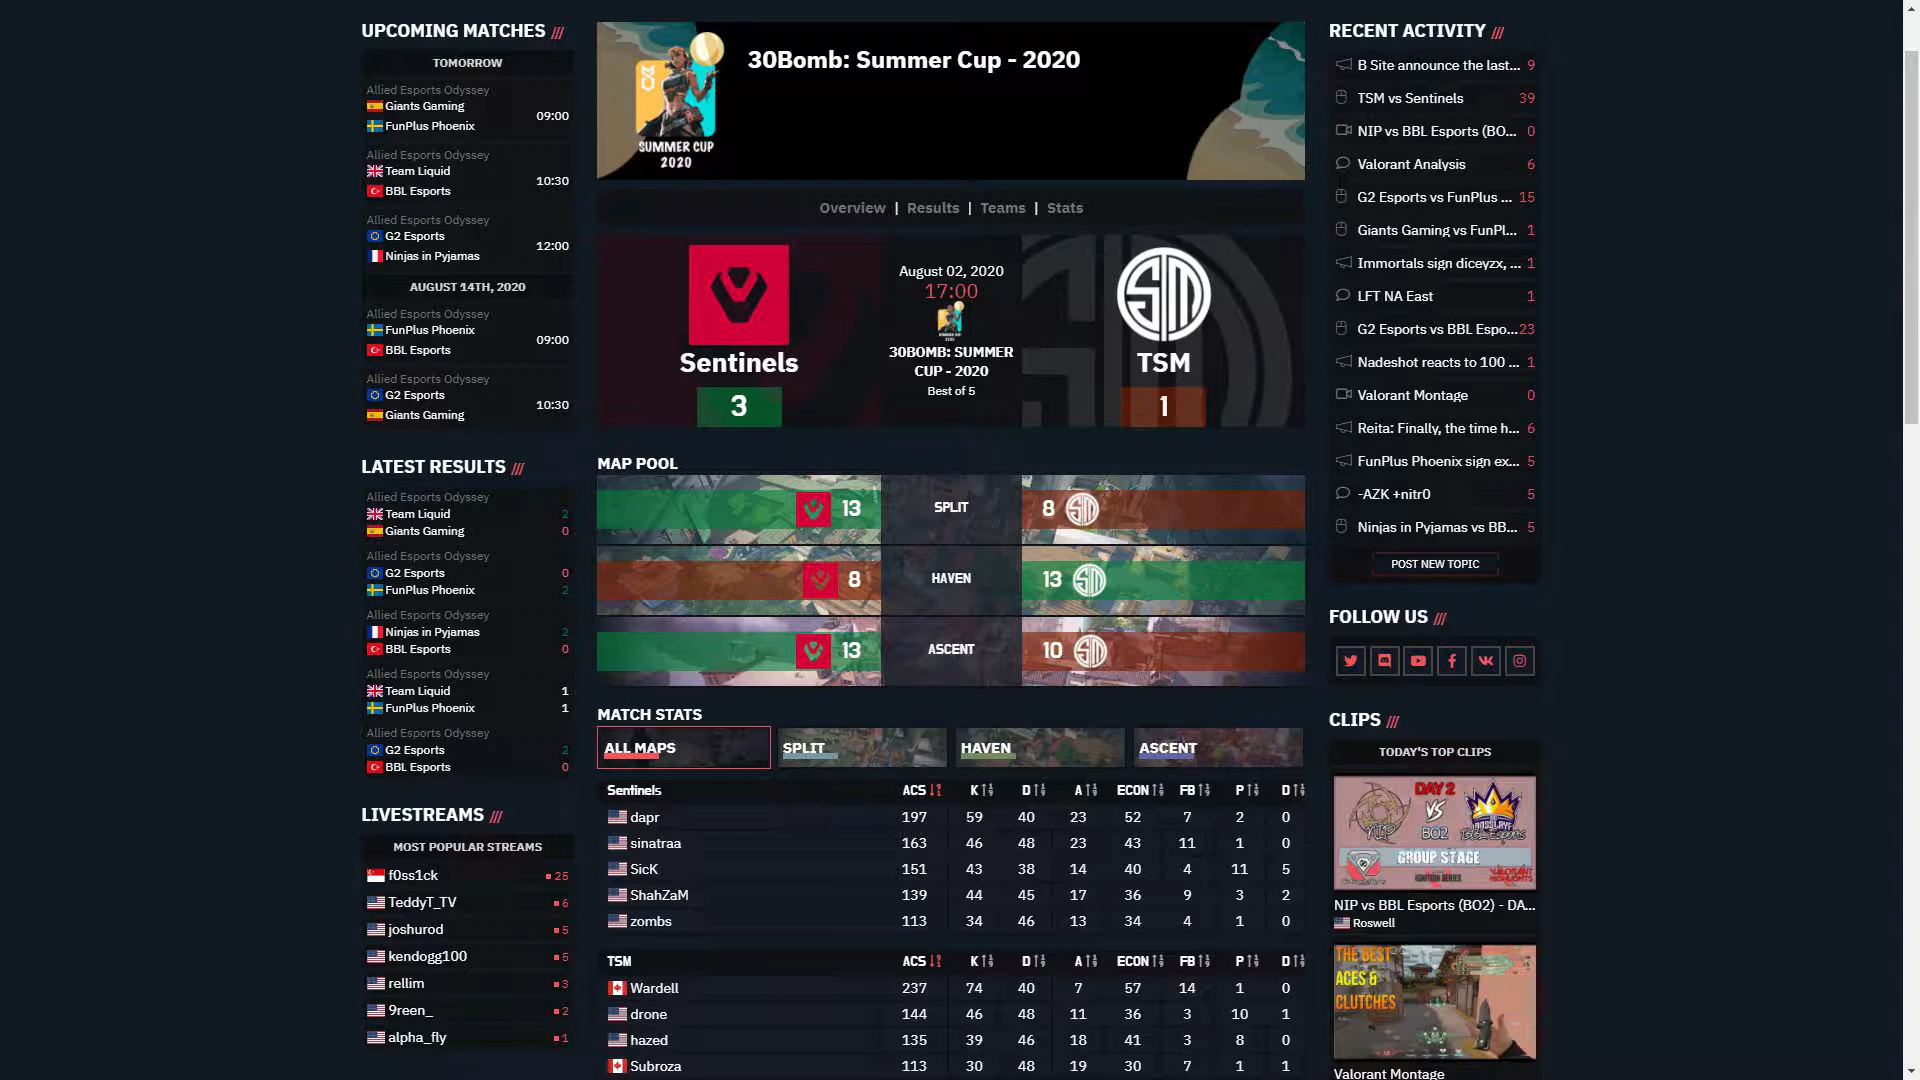 UPCOMING MATCHES ///
TOMORROW
Allied Esports Odyssey
Giants Gaming
FunPlus Phoenix
09:00
Allied Esports Odyssey
Team Liquid
BBL Esports
10:30
Allied Esports Odyssey
G2 Esports
Ninjas in Pyjamas
12:00
AUGUST 14TH, 2020
Allied Esports Odyssey
FunPlus Phoenix
BBL Esports
09:00
Allied Esports Odyssey
G2 Esports
Giants Gaming
10:30
LATEST RESULTS ///
Allied Esports Odyssey
Team Liquid 2
Giants Gaming 0
Allied Esports Odyssey
G2 Esports 0
FunPlus Phoenix 2
Allied Esports Odyssey
Ninjas in Pyjamas 2
BBL Esports 0
Allied Esports Odyssey
Team Liquid 1
FunPlus Phoenix 1
Allied Esports Odyssey
G2 Esports 2
BBL Esports 0
LIVESTREAMS ///
MOST POPULAR STREAMS
f0ss1ck 25
TeddyT_TV 6
joshurod 5
kendogg100 5
rellim 3
9reen_ 2
alpha_fly 1
SUMMER CUP
2020
30Bomb: Summer Cup - 2020
Overview | Results | Teams | Stats
Sentinels
3
August 02, 2020
17:00
30BOMB: SUMMER
CUP - 2020
Best of 5
TSM
1
MAP POOL
13 SPLIT 8
8 HAVEN 13
13 ASCENT 10
MATCH STATS
ALL MAPS SPLIT HAVEN ASCENT
Sentinels ACS K D A ECON FB P D
dapr 197 59 40 23 52 7 2 0
sinatraa 163 46 48 23 43 11 1 0
SicK 151 43 38 14 40 4 11 5
ShahZaM 139 44 45 17 36 9 3 2
zombs 113 34 46 13 34 4 1 0
TSM ACS K D A ECON FB P D
Wardell 237 74 40 7 57 14 1 0
drone 144 46 48 11 36 3 10 1
hazed 135 39 46 18 41 3 8 0
Subroza 113 30 48 19 30 7 1 1
RECENT ACTIVITY ///
B Site announce the last... 9
TSM vs Sentinels 39
NIP vs BBL Esports (BO... 0
Valorant Analysis 6
G2 Esports vs FunPlus ... 15
Giants Gaming vs FunPl... 1
Immortals sign diceyzx, ... 1
LFT NA East 1
G2 Esports vs BBL Espo... 23
Nadeshot reacts to 100 ... 1
Valorant Montage 0
Reita: Finally, the time h... 6
FunPlus Phoenix sign ex... 5
-AZK +nitr0 5
Ninjas in Pyjamas vs BB... 5
POST NEW TOPIC
FOLLOW US ///
CLIPS ///
TODAY'S TOP CLIPS
DAY 2
VS
NIP
BO2
BBL Esports
GROUP STAGE
IGNITION SERIES
VALORANT
HIGHLIGHTS
NIP vs BBL Esports (BO2) - DA...
Roswell
THE BEST
ACES &
CLUTCHES
Valorant Montage